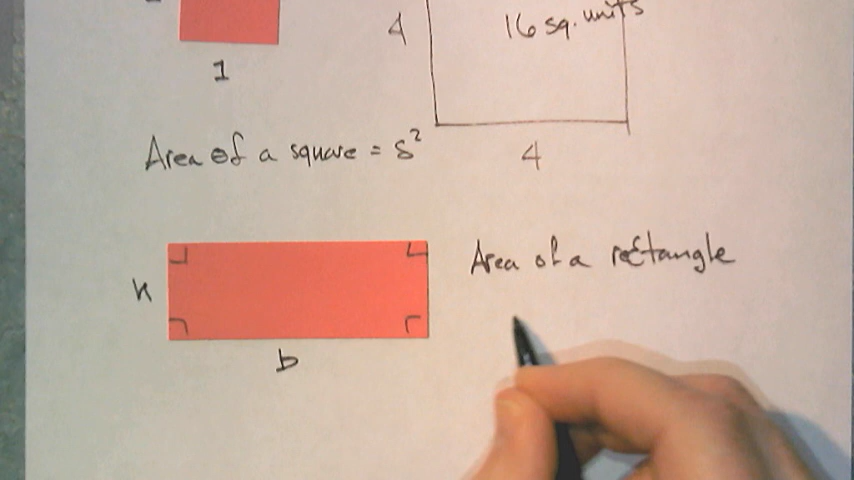 4
16 sq. units
1
Area of a square = s²
4
h
Area of a rectangle
b